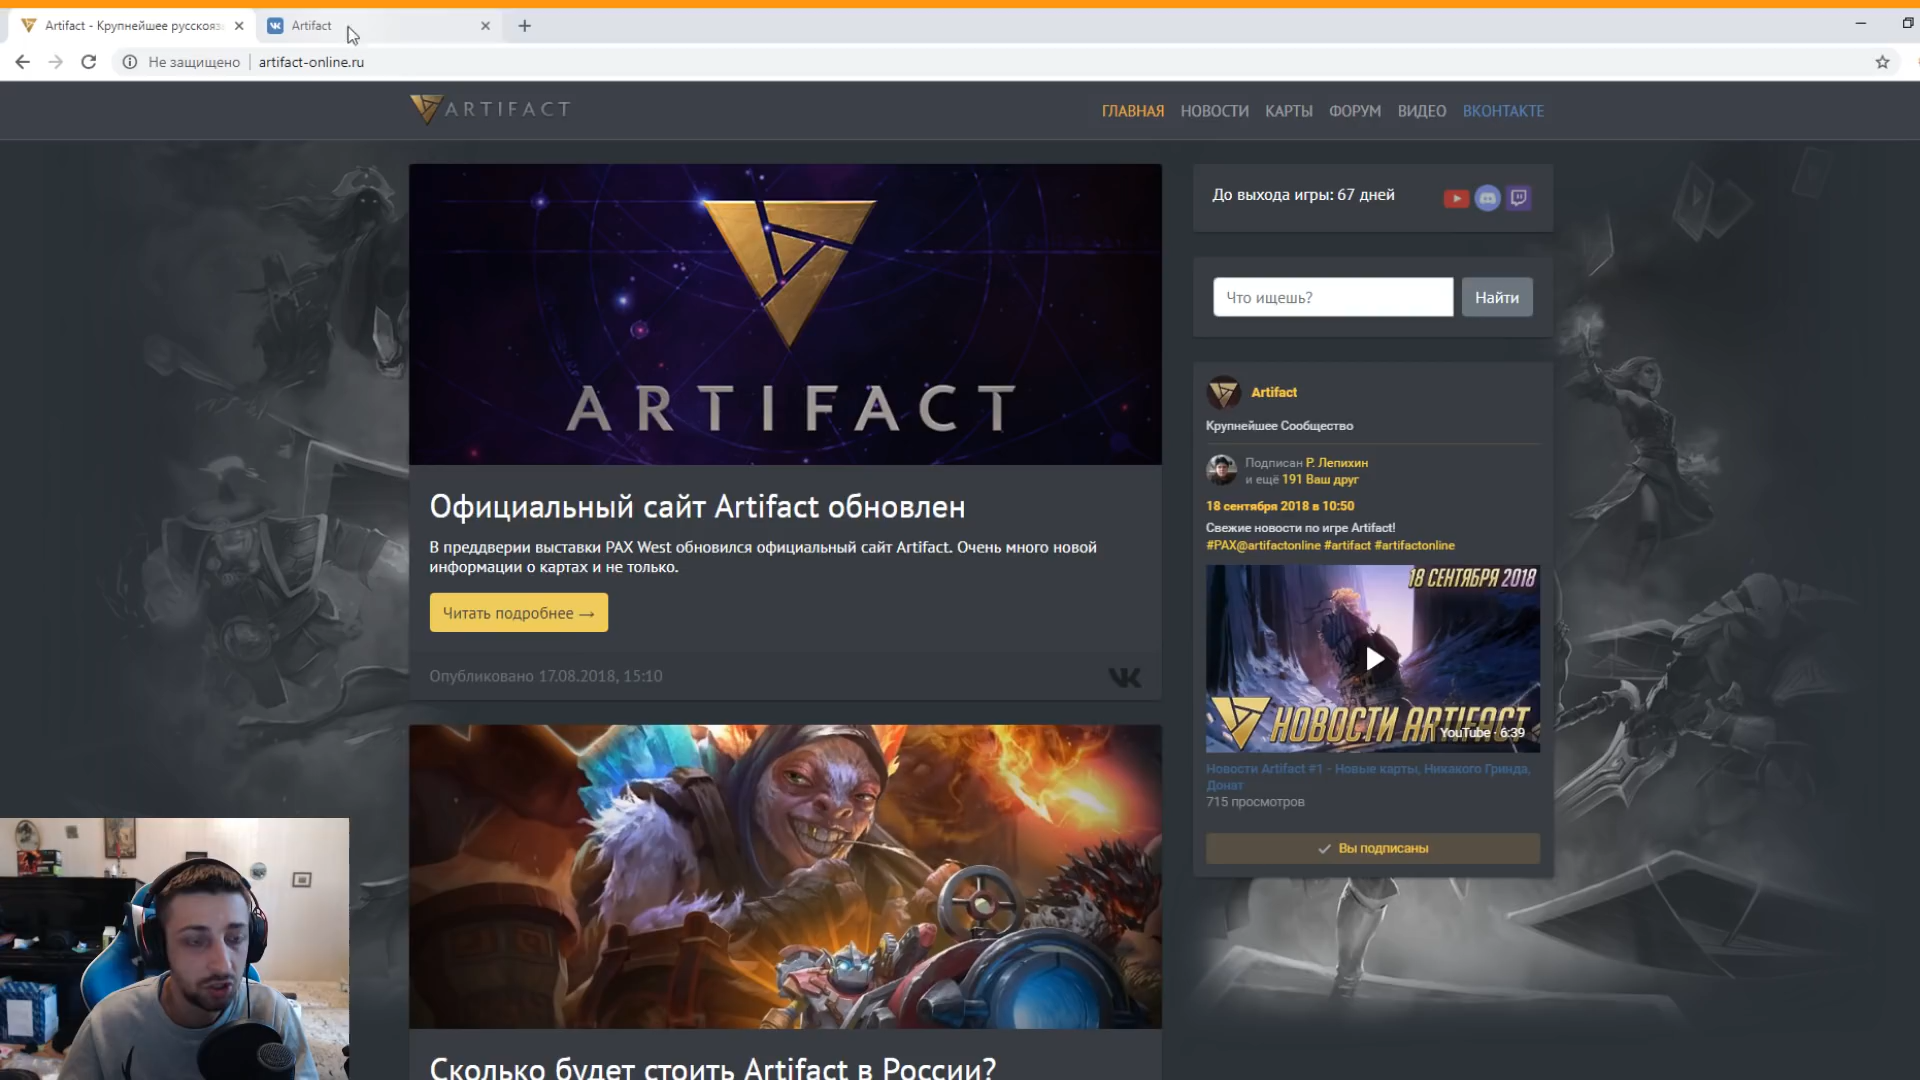 Artifact - Крупнейшее русскояз
Artifact
Не защищено
artifact-online.ru
ARTIFACT
ГЛАВНАЯ
НОВОСТИ
КАРТЫ
ФОРУМ
ВИДЕО
ВКОНТАКТЕ
ARTIFACT
Официальный сайт Artifact обновлен
В преддверии выставки PAX West обновился официальный сайт Artifact. Очень много новой
информации о картах и не только.
Читать подробнее →
Опубликовано 17.08.2018, 15:10
Сколько будет стоить Artifact в России?
До выхода игры: 67 дней
Что ищешь?
Найти
Artifact
Крупнейшее Сообщество
Подписан Р. Лепихин
и ещё 191 Ваш друг
18 сентября 2018 в 10:50
Свежие новости по игре Artifact!
#PAX@artifactonline #artifact #artifactonline
18 СЕНТЯБРЯ 2018
НОВОСТИ ARTIFACT
YouTube · 6:39
Новости Artifact #1 - Новые карты, Никакого Гринда,
Донат
715 просмотров
Вы подписаны